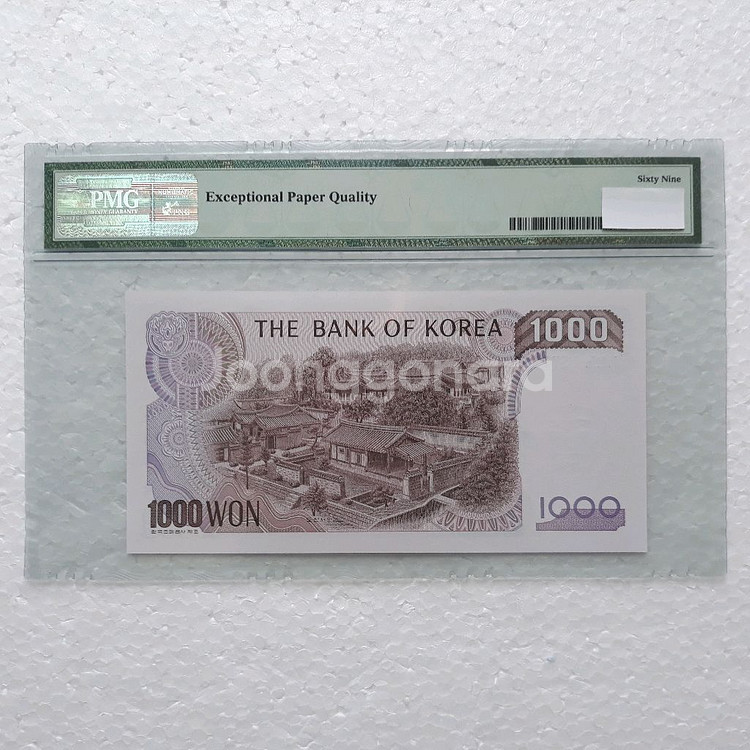 PMG
Exceptional Paper Quality
Sixty Nine
THE BANK OF KOREA
1000
Joonggonara
1000 WON
1000